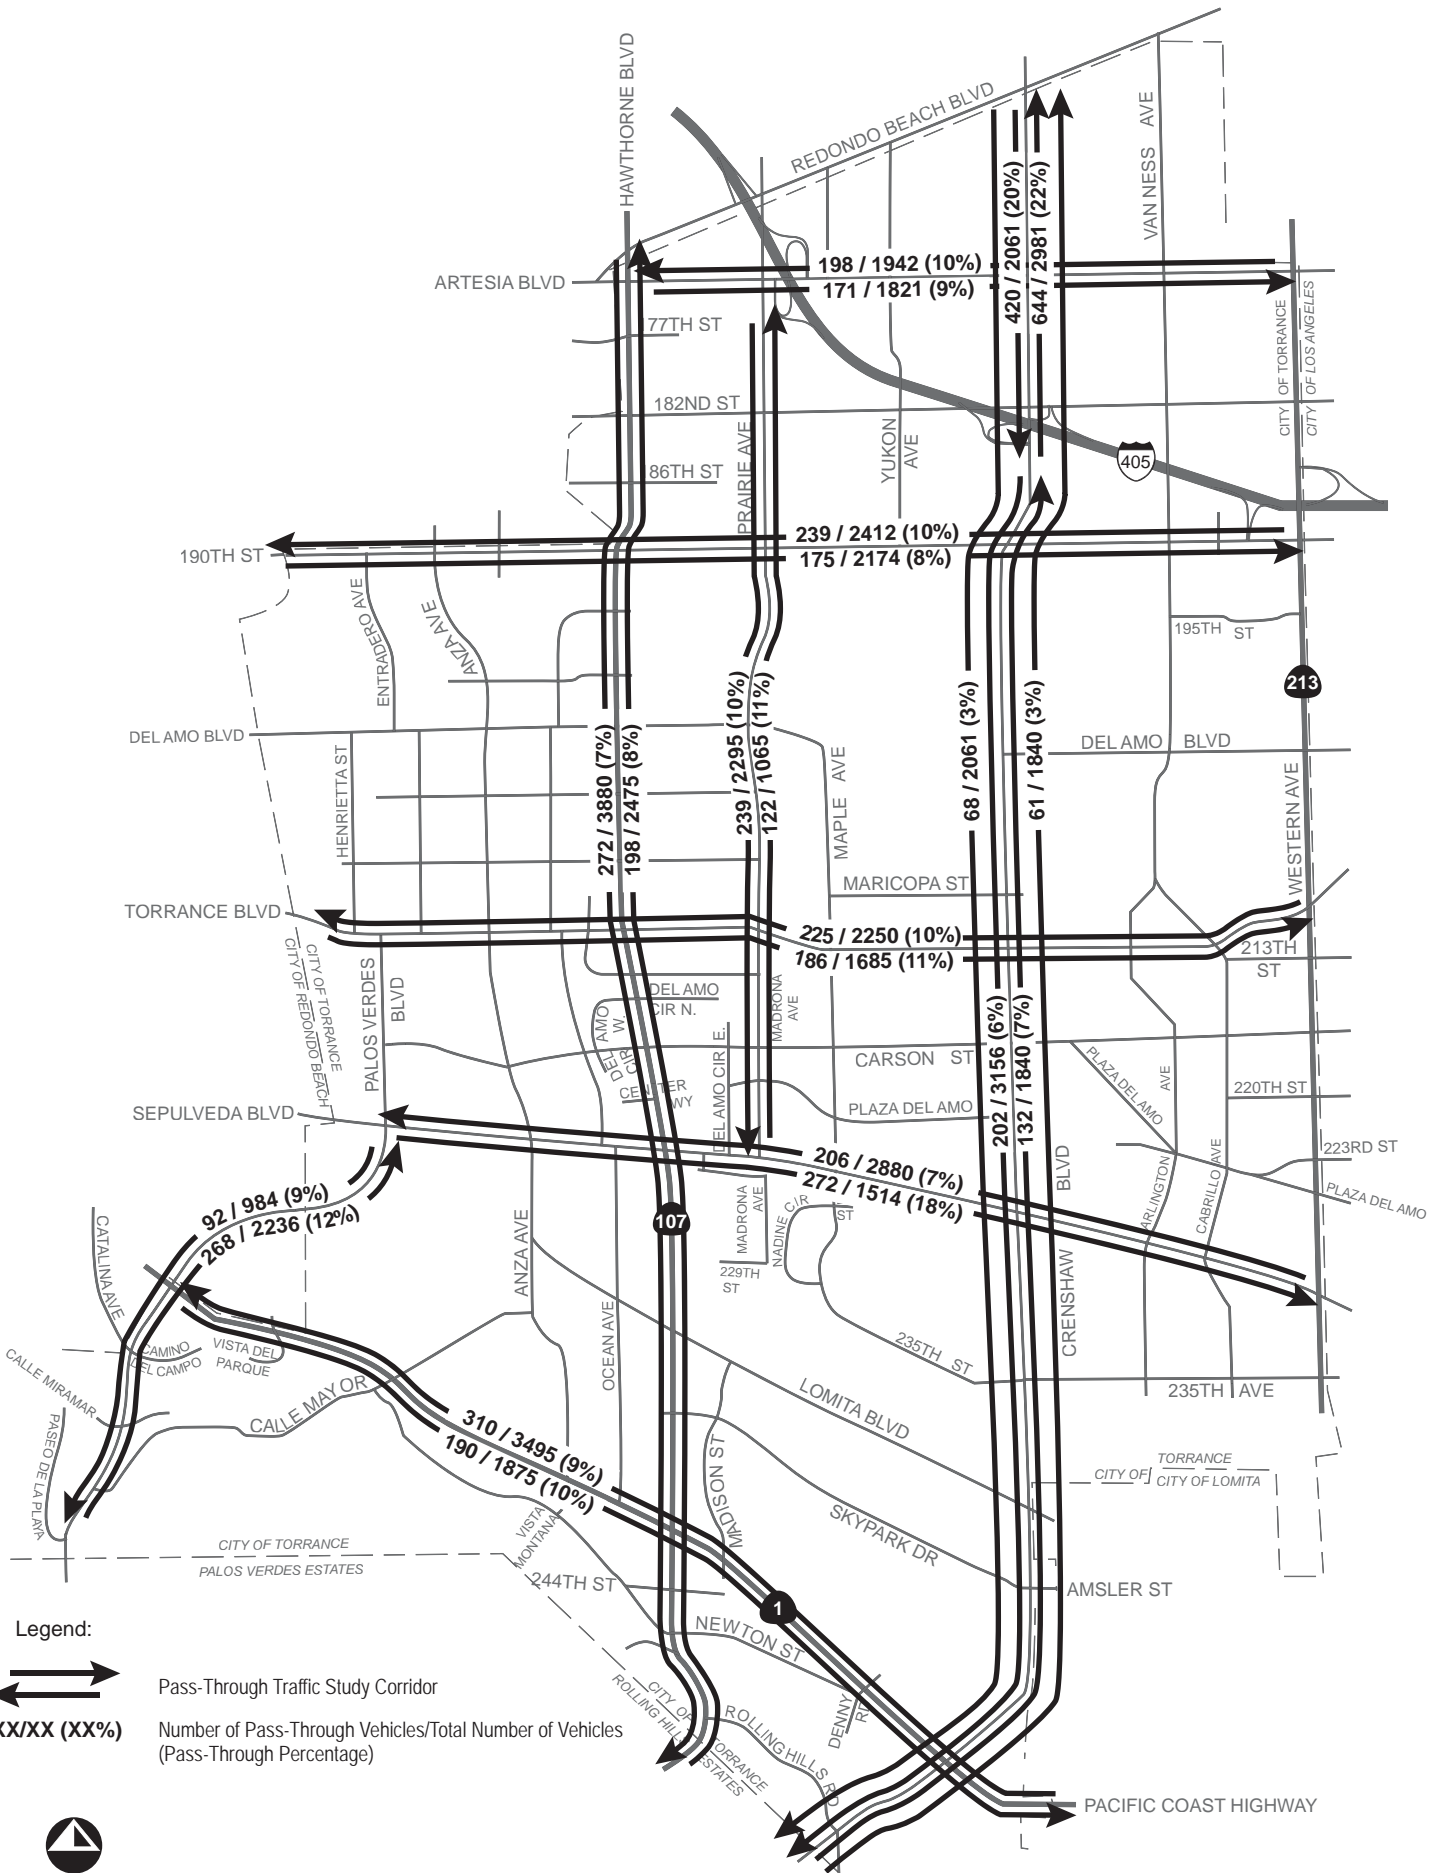 HAWTHORNE BLVD
REDONDO BEACH BLVD
VAN NESS AVE
ARTESIA BLVD
198 / 1942 (10%)
171 / 1821 (9%)
420 / 2061 (20%)
644 / 2981 (22%)
CITY OF TORRANCE
CITY OF LOS ANGELES
77TH ST
182ND ST
86TH ST
PRAIRIE AVE
YUKON
AVE
405
190TH ST
239 / 2412 (10%)
175 / 2174 (8%)
ENTRADERO AVE
ANZA AVE
195TH ST
213
DEL AMO BLVD
HENRIETTA ST
272 / 3880 (7%)
198 / 2475 (8%)
239 / 2295 (10%)
122 / 1065 (11%)
MAPLE AVE
68 / 2061 (3%)
61 / 1840 (3%)
DEL AMO BLVD
WESTERN AVE
MARICOPA ST
TORRANCE BLVD
225 / 2250 (10%)
186 / 1685 (11%)
213TH
ST
CITY OF TORRANCE
CITY OF REDONDO BEACH
PALOS VERDES
BLVD
DEL AMO
CIR N.
DEL AMO
CIR W.
MADRONA
AVE
DEL AMO CIR E.
CARSON ST
CENTER
WY
PLAZA DEL AMO
202 / 3156 (6%)
132 / 1840 (7%)
PLAZA DEL AMO
AVE
220TH ST
SEPULVEDA BLVD
206 / 2880 (7%)
272 / 1514 (18%)
223RD ST
PLAZA DEL AMO
92 / 984 (9%)
268 / 2236 (12%)
CATALINA AVE
107
MADRONA
AVE
NADINE CIR
ST
229TH
ST
BLVD
CRENSHAW
ARLINGTON
CABRILLO AVE
ANZA AVE
OCEAN AVE
CAMINO
DEL CAMPO
VISTA DEL
PARQUE
CALLE MIRAMAR
CALLE MAYOR
PASEO DE LA PLAYA
235TH ST
235TH AVE
LOMITA BLVD
310 / 3495 (9%)
190 / 1875 (10%)
MADISON ST
SKYPARK DR
CITY OF
TORRANCE
CITY OF LOMITA
VISTA
MONTANA
CITY OF TORRANCE
PALOS VERDES ESTATES
244TH ST
AMSLER ST
1
NEWTON ST
CITY OF TORRANCE
ROLLING HILLS ESTATES
ROLLING HILLS RD
DENNY
RD
PACIFIC COAST HIGHWAY
Legend:
Pass-Through Traffic Study Corridor
XX/XX (XX%)
Number of Pass-Through Vehicles/Total Number of Vehicles
(Pass-Through Percentage)